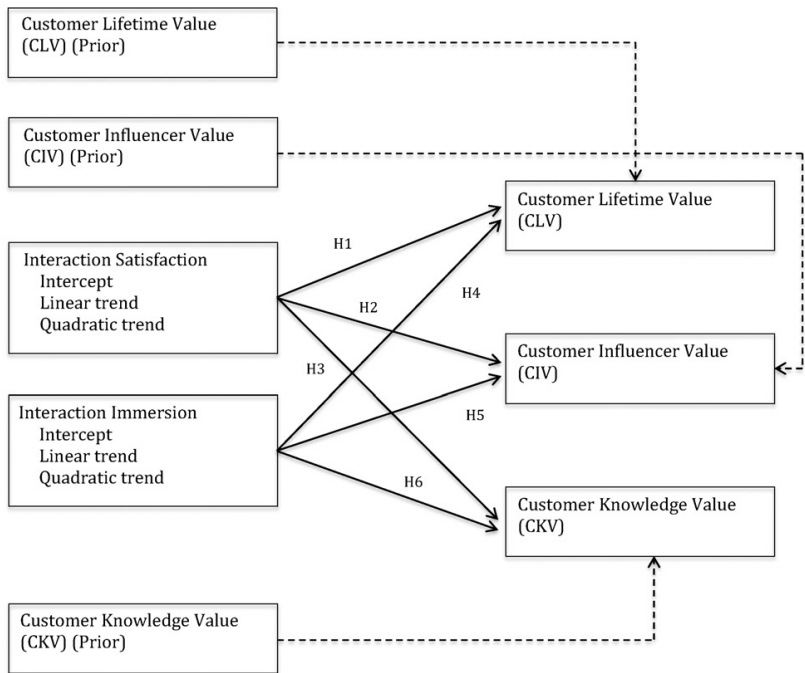 Customer Lifetime Value
(CLV) (Prior)
Customer Influencer Value
(CIV) (Prior)
Customer Lifetime Value
(CLV)
Interaction Satisfaction
Intercept
Linear trend
Quadratic trend
H1
H4
H2
H3
Customer Influencer Value
(CIV)
Interaction Immersion
Intercept
Linear trend
Quadratic trend
H5
H6
Customer Knowledge Value
(CKV)
Customer Knowledge Value
(CKV) (Prior)